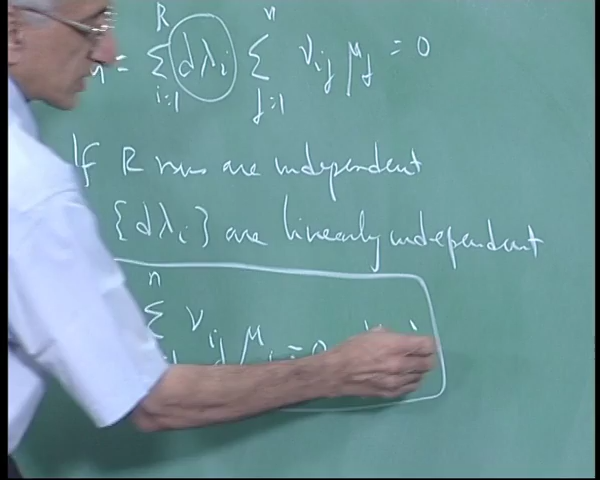 = R∑i=1 dλi n∑j=1 νij μj = 0
If R rxns are independent
{dλi} are linearly independent
n∑ νij μj = 0